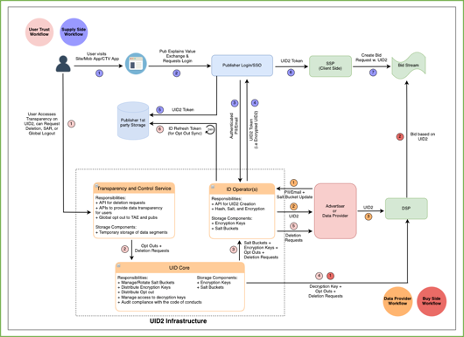 User Trust
Workflow
Supply Side
Workflow
User visits
Site/Mob App/CTV App
1
Pub Explains Value
Exchange &
Requests Login
2
Publisher Login/SSO
UID2 Token
6
SSP
(Client Side)
Create Bid
Request w. UID2
7
Bid Stream
User Accesses:
Transparency on
UID2, can Request
Deletion, SAR, or
Global Logout
1
Publisher 1st
party Storage
5
UID2 Token
ID Refresh Token
(for Opt Out Sync)
Authenticated
PII/Email
3
4
UID2 Token
(i.e Encrypted UID2)
2
Bid based on
UID2
Transparency and Control Service
Responsibilities:
• API for deletion requests
• APIs to provide data transparency
for users
• Global opt out to TAE and pubs
Storage Components:
• Temporary storage of data segments
ID Operator(s)
Responsibilities:
• API for UID2 Creation
• Hash, Salt, and Encryption
Storage Components:
• Encryption Keys
• Salt Buckets
1
PII/Email +
Salt Bucket Update
2
UID2
Deletion
Requests
Advertiser
or
Data Provider
UID2
3
DSP
2
Opt Outs +
Deletion Requests
3
Salt Buckets +
Encryption Keys
+ Opt Outs +
Deletion Requests
UID Core
Responsibilities:
• Manage/Rotate Salt Buckets
• Distribute Encryption Keys
• Distribute Opt out
• Manage access to decryption keys
• Audit compliance with the code of conducts
Storage Components:
• Encryption Keys
• Salt Buckets
4
1
Decryption Key +
Opt Outs +
Deletion Requests
UID2 Infrastructure
Data Provider
Workflow
Buy Side
Workflow